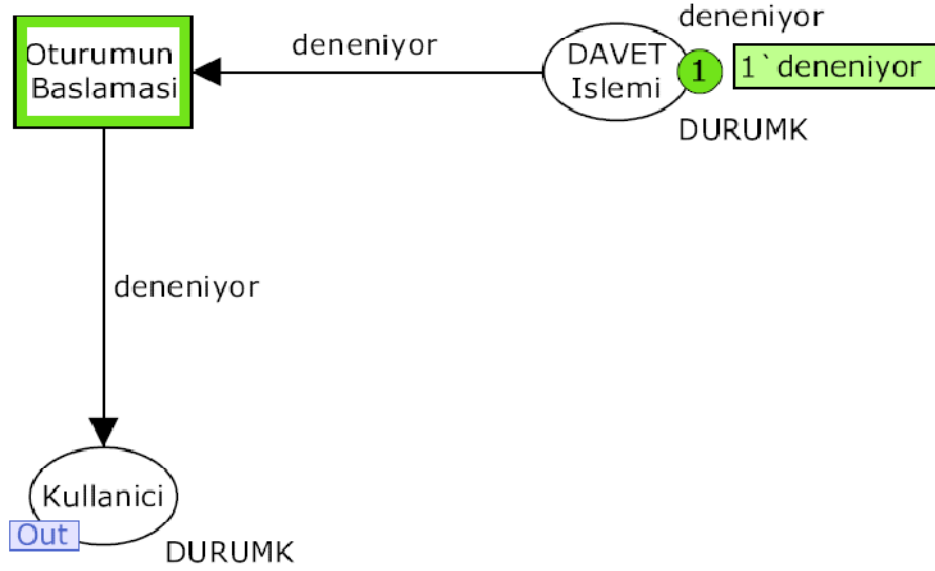 deneniyor
Oturumun
Baslamasi
deneniyor
DAVET
Islemi
1
1`deneniyor
DURUMK
deneniyor
Kullanici
Out
DURUMK